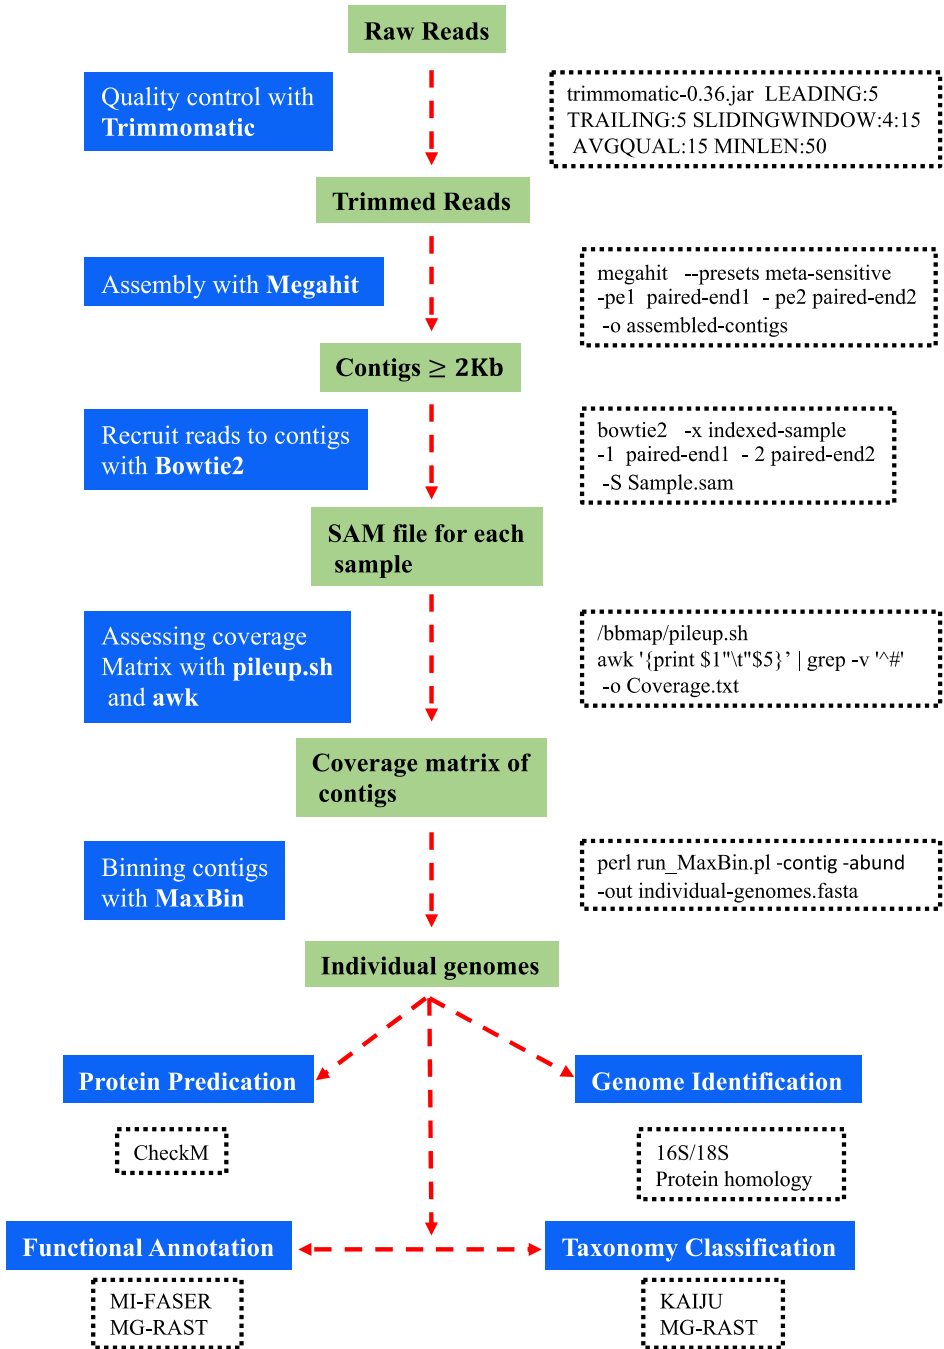 Raw Reads
Quality control with
Trimmomatic
trimmomatic-0.36.jar LEADING:5
TRAILING:5 SLIDINGWINDOW:4:15
AVGQUAL:15 MINLEN:50
Trimmed Reads
Assembly with Megahit
megahit --presets meta-sensitive
-pe1 paired-end1 - pe2 paired-end2
-o assembled-contigs
Contigs ≥ 2Kb
Recruit reads to contigs
with Bowtie2
bowtie2 -x indexed-sample
-1 paired-end1 - 2 paired-end2
-S Sample.sam
SAM file for each
sample
Assessing coverage
Matrix with pileup.sh
and awk
/bbmap/pileup.sh
awk '{print $1"\t"$5}’ | grep -v '^#'
-o Coverage.txt
Coverage matrix of
contigs
Binning contigs
with MaxBin
perl run_MaxBin.pl -contig -abund
-out individual-genomes.fasta
Individual genomes
Protein Predication
Genome Identification
CheckM
16S/18S
Protein homology
Functional Annotation
Taxonomy Classification
MI-FASER
MG-RAST
KAIJU
MG-RAST